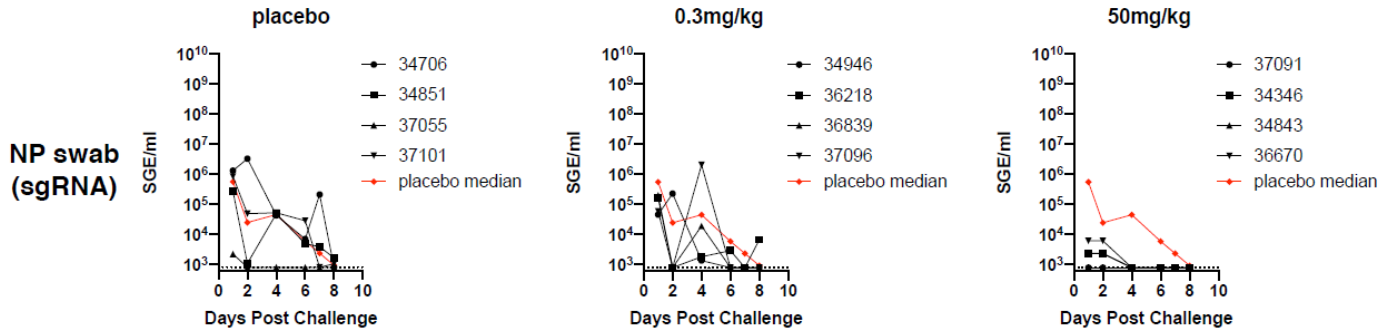 placebo
0.3mg/kg
50mg/kg
NP swab
(sgRNA)
SGE/ml
10^10
10^9
10^8
10^7
10^6
10^5
10^4
10^3
0 2 4 6 8 10
Days Post Challenge
34706
34851
37055
37101
placebo median
SGE/ml
10^10
10^9
10^8
10^7
10^6
10^5
10^4
10^3
0 2 4 6 8 10
Days Post Challenge
34946
36218
36839
37096
placebo median
SGE/ml
10^10
10^9
10^8
10^7
10^6
10^5
10^4
10^3
0 2 4 6 8 10
Days Post Challenge
37091
34346
34843
36670
placebo median